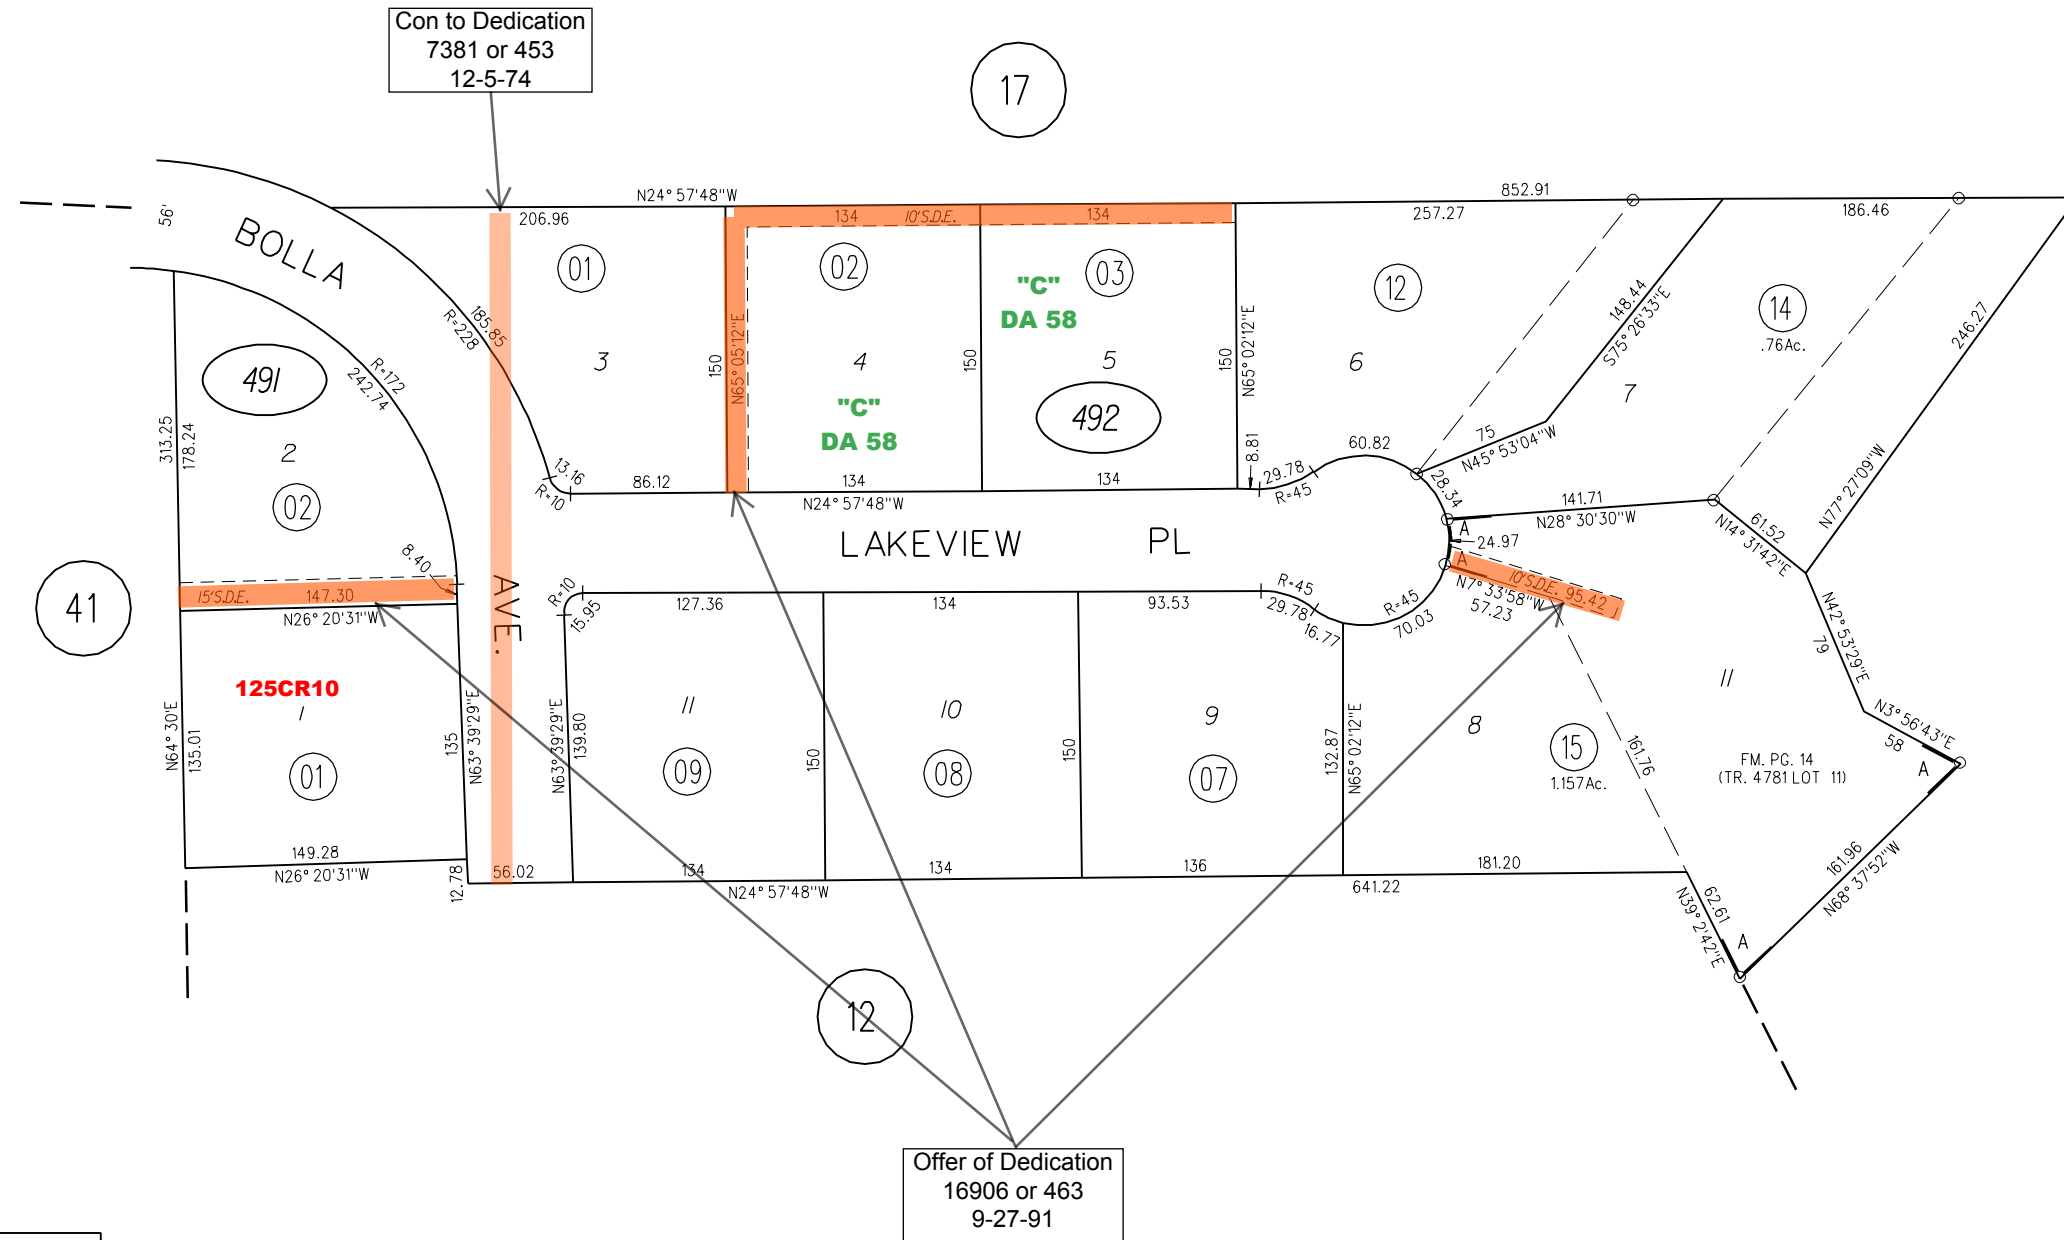 Con to Dedication
7381 or 453
12-5-74
17
N24°57'48"W
852.91
56'
BOLLA
206.96
134
10'S.D.E.
134
257.27
186.46
01
02
03
12
14
.76Ac.
"C"
DA 58
185.85
R=228
148.44
S75°26'33"E
246.27
491
R=172
242.74
3
150
N65°05'12"E
4
150
5
150
N65°02'12"E
6
7
"C"
DA 58
492
313.25
178.24
2
02
13.16
R=10
86.12
134
N24°57'48"W
134
8.81
29.78
R=45
60.82
75
N45°53'04"W
28.34
141.71
N28°30'30"W
61.52
N14°31'42"E
N77°27'09"W
LAKEVIEW PL
A
24.97
A
8.40
AVE.
41
15'S.D.E.
147.30
N26°20'31"W
R=10
15.95
127.36
134
93.53
R=45
29.78
16.77
R=45
70.03
10'S.D.E. 95.42
N7°33'58"W
57.23
N42°53'29"E
79
125CR10
1
N64°30'E
135.01
01
135
N63°39'29"E
N63°39'29"E
139.80
11
09
150
10
08
150
9
07
132.87
N65°02'12"E
8
15
1.157Ac.
161.76
11
FM. PG. 14
(TR. 4781 LOT 11)
N3°56'43"E
58
A
149.28
N26°20'31"W
12.78
56.02
134
N24°57'48"W
134
136
641.22
181.20
62.61
N39°2'42"E
A
161.96
N68°37'52"W
12
Offer of Dedication
16906 or 463
9-27-91